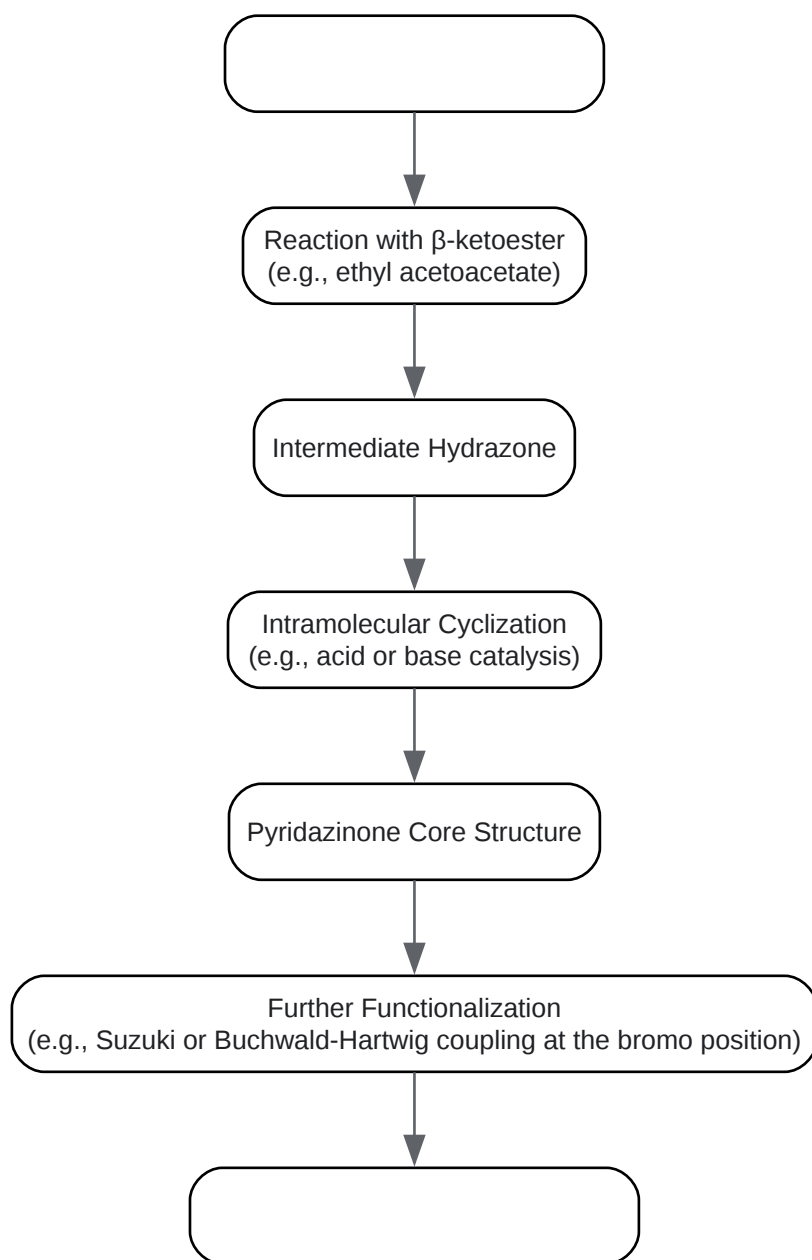 Reaction with β-ketoester
(e.g., ethyl acetoacetate)
Intermediate Hydrazone
Intramolecular Cyclization
(e.g., acid or base catalysis)
Pyridazinone Core Structure
Further Functionalization
(e.g., Suzuki or Buchwald-Hartwig coupling at the bromo position)